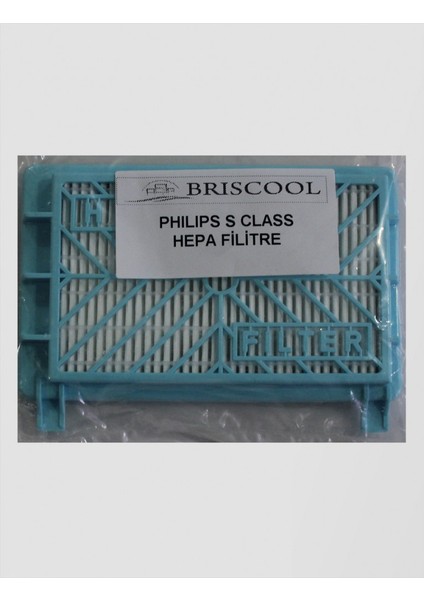 BRISCOOL
PHILIPS S CLASS
HEPA FİLİTRE
H
FILTER